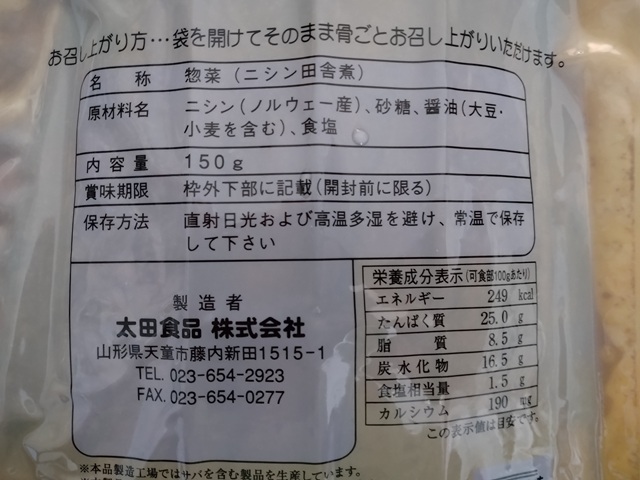 お召し上がり方…袋を開けてそのまま骨ごとお召し上がりいただけます。
名称 惣菜（ニシン田舎煮）
原材料名 ニシン（ノルウェー産）、砂糖、醤油（大豆・
小麦を含む）、食塩
内容量 150g
賞味期限 枠外下部に記載（開封前に限る）
保存方法 直射日光および高温多湿を避け、常温で保存
して下さい
製造者
太田食品 株式会社
山形県天童市藤内新田1515-1
TEL. 023-654-2923
FAX. 023-654-0277
栄養成分表示（可食部100gあたり）
エネルギー 249 kcal
たんぱく質 25.0 g
脂質 8.5 g
炭水化物 16.5 g
食塩相当量 1.5 g
カルシウム 190 mg
この表示値は目安です。
※本品製造工場ではサバを含む製品を生産しています。